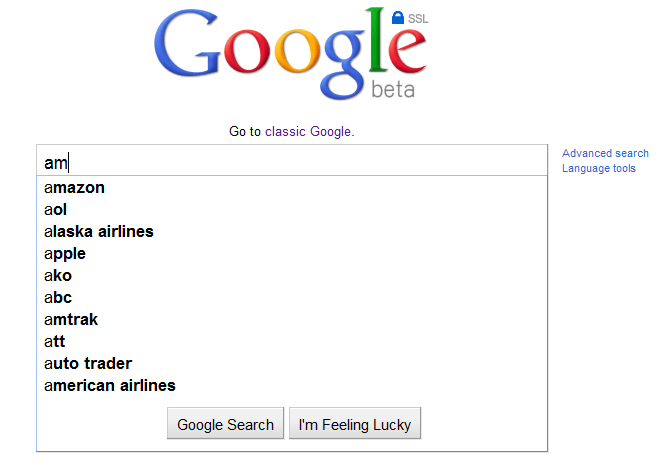 Google SSL
beta
Go to classic Google.
am
Advanced search
Language tools
amazon
aol
alaska airlines
apple
ako
abc
amtrak
att
auto trader
american airlines
Google Search I'm Feeling Lucky